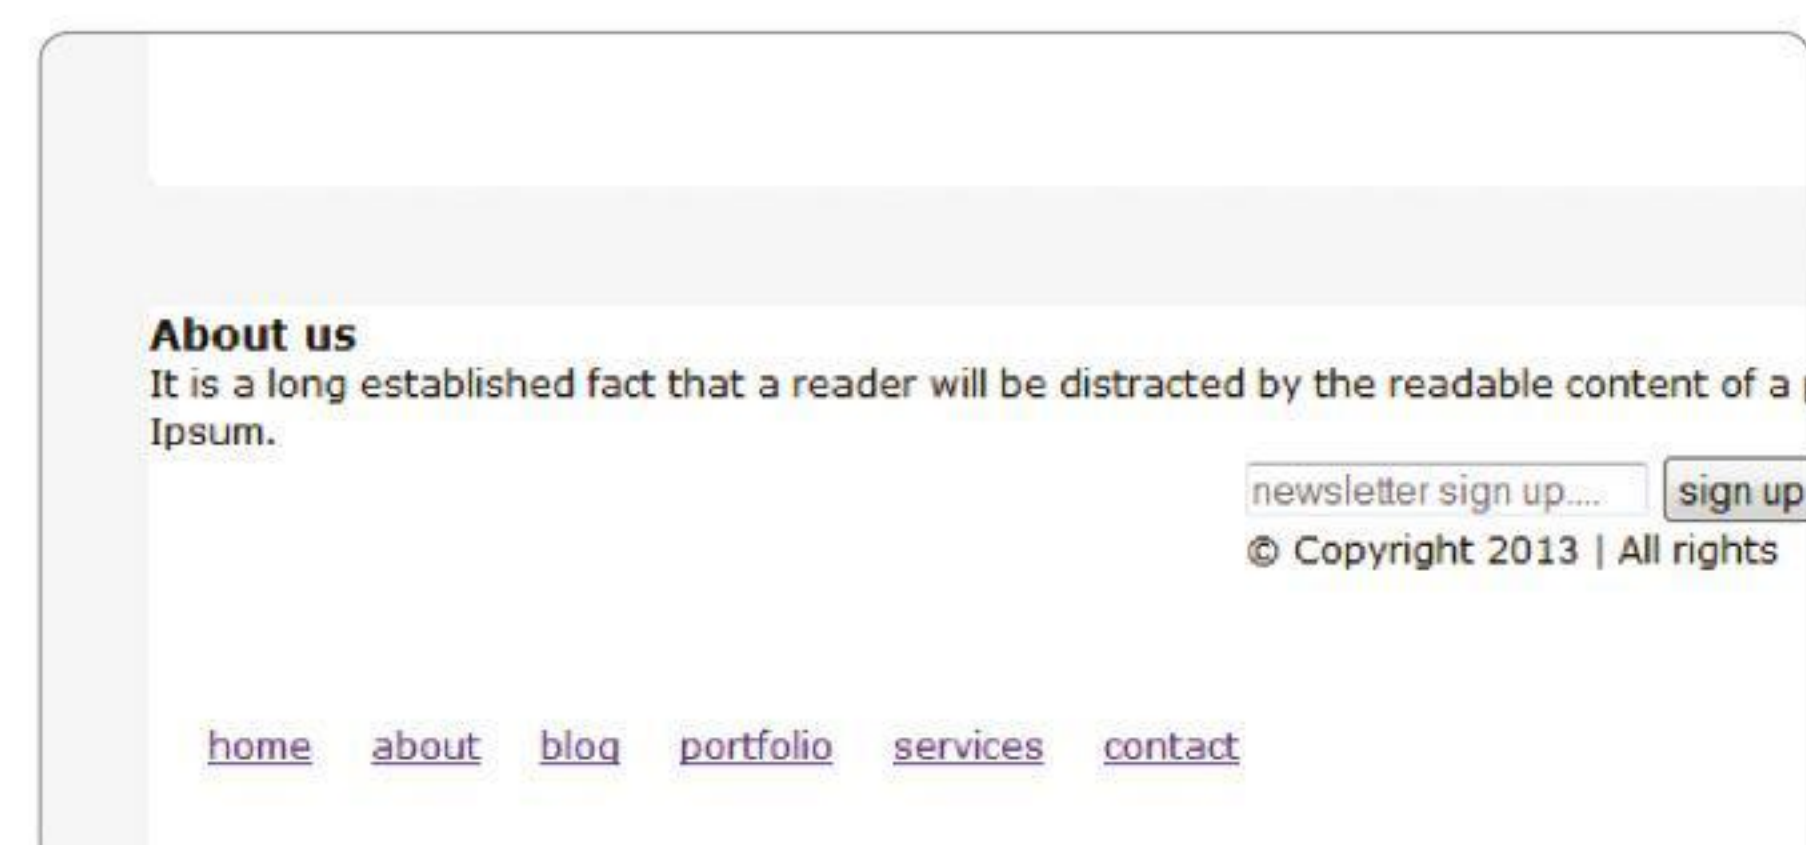 About us
It is a long established fact that a reader will be distracted by the readable content of a
Ipsum.
newsletter sign up.... sign up
© Copyright 2013 | All rights
home about blog portfolio services contact